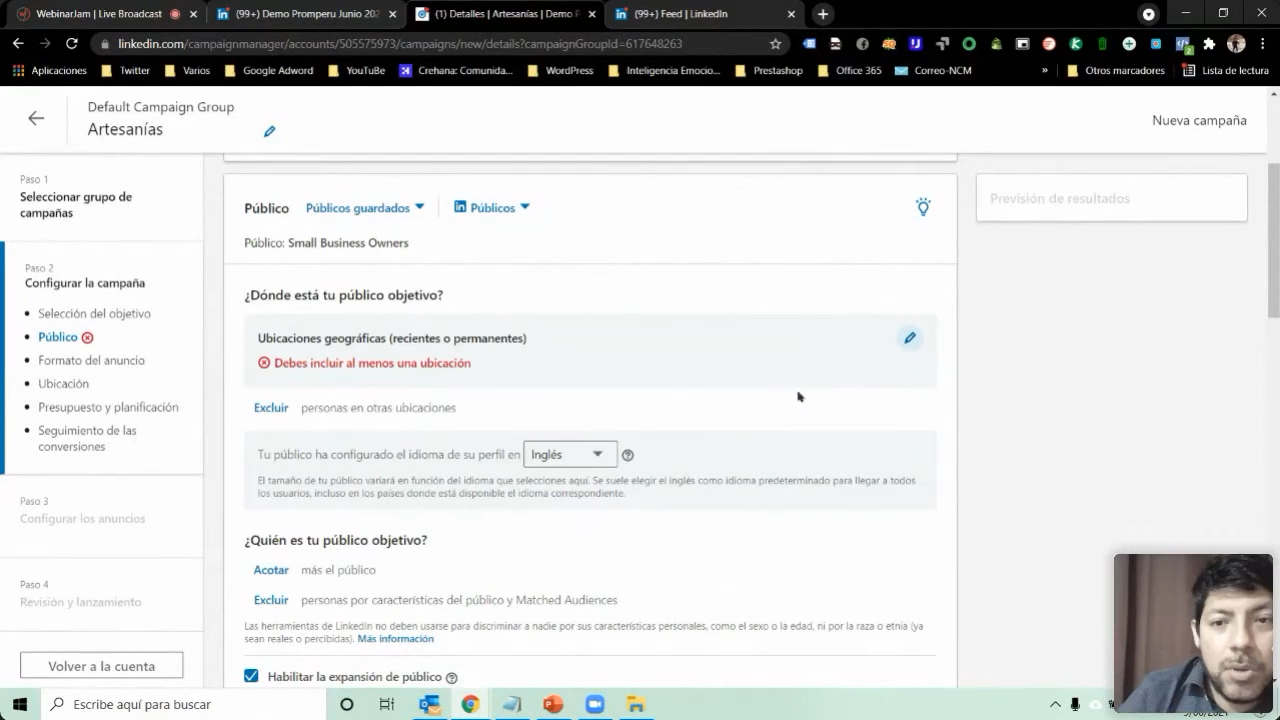 WebinarJam | Live Broadcast
(99+) Demo Promperu Junio 202
(1) Detalles | Artesanías | Demo P
(99+) Feed | LinkedIn
linkedin.com/campaignmanager/accounts/505575973/campaigns/new/details?campaignGroupId=617648263
Aplicaciones
Twitter
Varios
Google Adword
YouTube
Crehana: Comunida...
WordPress
Inteligencia Emocio...
Prestashop
Office 365
Correo-NCM
»
Otros marcadores
Lista de lectura
Default Campaign Group
Artesanías
Nueva campaña
Paso 1
Seleccionar grupo de
campañas
Paso 2
Configurar la campaña
Selección del objetivo
Público
Formato del anuncio
Ubicación
Presupuesto y planificación
Seguimiento de las
conversiones
Paso 3
Configurar los anuncios
Paso 4
Revisión y lanzamiento
Volver a la cuenta
Público Públicos guardados Públicos
Público: Small Business Owners
¿Dónde está tu público objetivo?
Ubicaciones geográficas (recientes o permanentes)
Debes incluir al menos una ubicación
Excluir personas en otras ubicaciones
Tu público ha configurado el idioma de su perfil en Inglés
El tamaño de tu público variará en función del idioma que selecciones aquí. Se suele elegir el inglés como idioma predeterminado para llegar a todos
los usuarios, incluso en los países donde está disponible el idioma correspondiente.
¿Quién es tu público objetivo?
Acotar más el público
Excluir personas por características del público y Matched Audiences
Las herramientas de LinkedIn no deben usarse para discriminar a nadie por sus características personales, como el sexo o la edad, ni por la raza o etnia (ya
sean reales o percibidas). Más información
Habilitar la expansión de público
Previsión de resultados
Escribe aquí para buscar